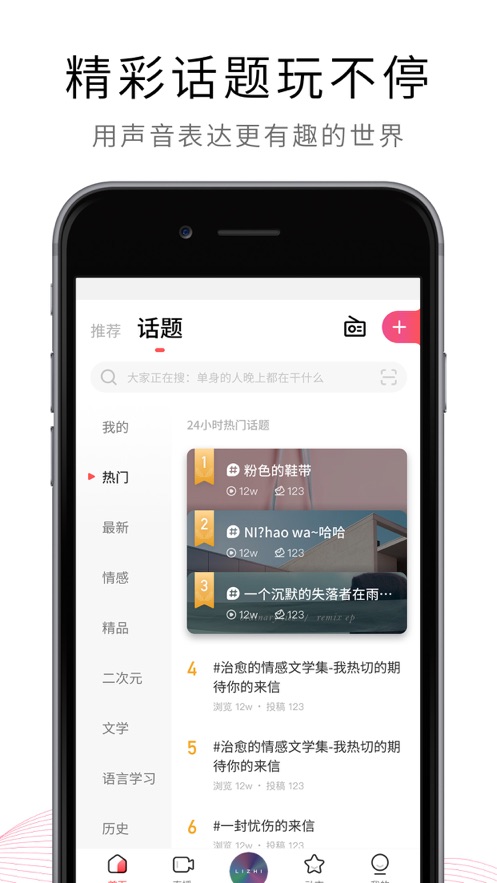 精彩话题玩不停
用声音表达更有趣的世界
推荐 话题
大家正在搜：单身的人晚上都在干什么
我的
24小时热门话题
热门
最新
情感
精品
二次元
文学
语言学习
历史
1
粉色的鞋带
12w 123
2
NI?hao wa~哈哈
12w 123
3
一个沉默的失落者在雨…
12w 123
remix ep
4
#治愈的情感文学集-我热切的期
待你的来信
浏览 12w • 投稿 123
5
#治愈的情感文学集-我热切的期
待你的来信
浏览 12w • 投稿 123
6
#一封忧伤的来信
浏览 12w • 投稿 123
LIZHI